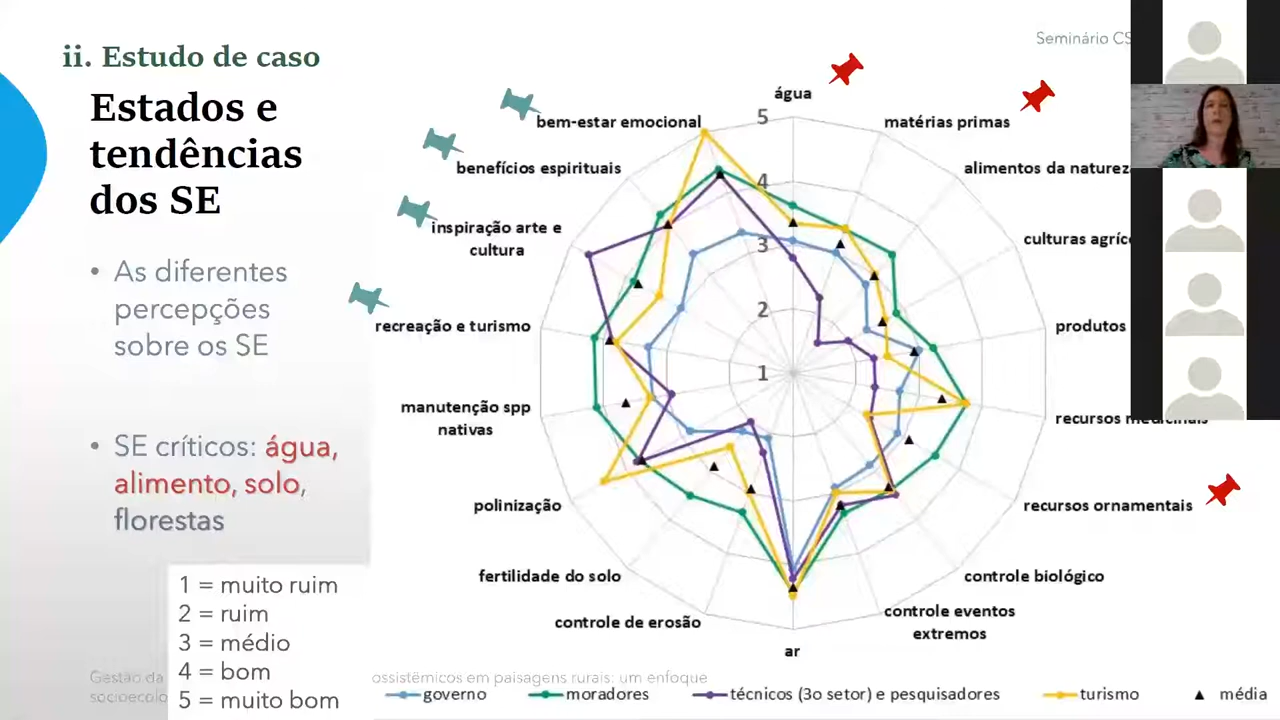 ii. Estudo de caso
Seminário
Estados e
tendências
dos SE
• As diferentes
percepções
sobre os SE
• SE críticos: água,
alimento, solo,
florestas
1 = muito ruim
2 = ruim
3 = médio
4 = bom
5 = muito bom
água
matérias primas
alimentos da
culturas
produtos
recursos medicinais
recursos ornamentais
controle biológico
controle eventos
extremos
ar
controle de erosão
fertilidade do solo
polinização
manutenção spp
nativas
recreação e turismo
inspiração arte e
cultura
benefícios espirituais
bem-estar emocional
5
4
3
2
1
Gestão da
ossistêmicos em paisagens rurais: um enfoque
governo
moradores
técnicos (3o setor) e pesquisadores
turismo
média